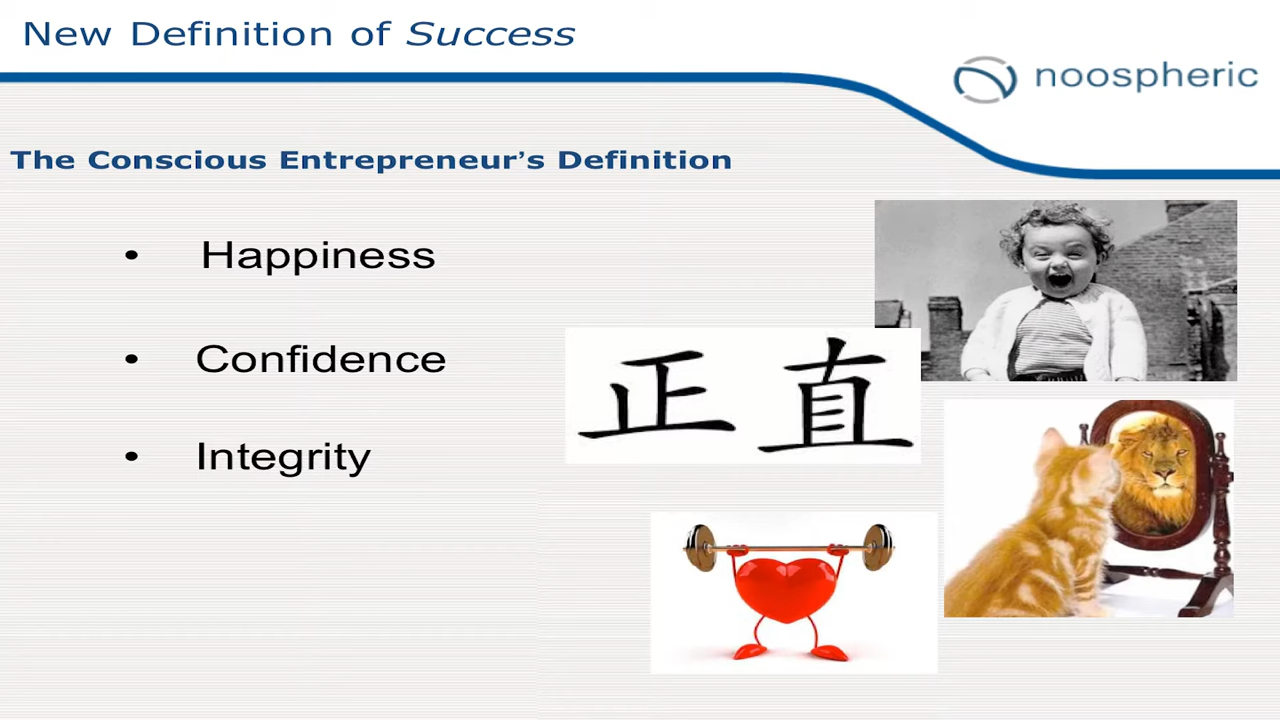 New Definition of Success
noospheric
The Conscious Entrepreneur’s Definition
• Happiness
• Confidence
• Integrity
正直